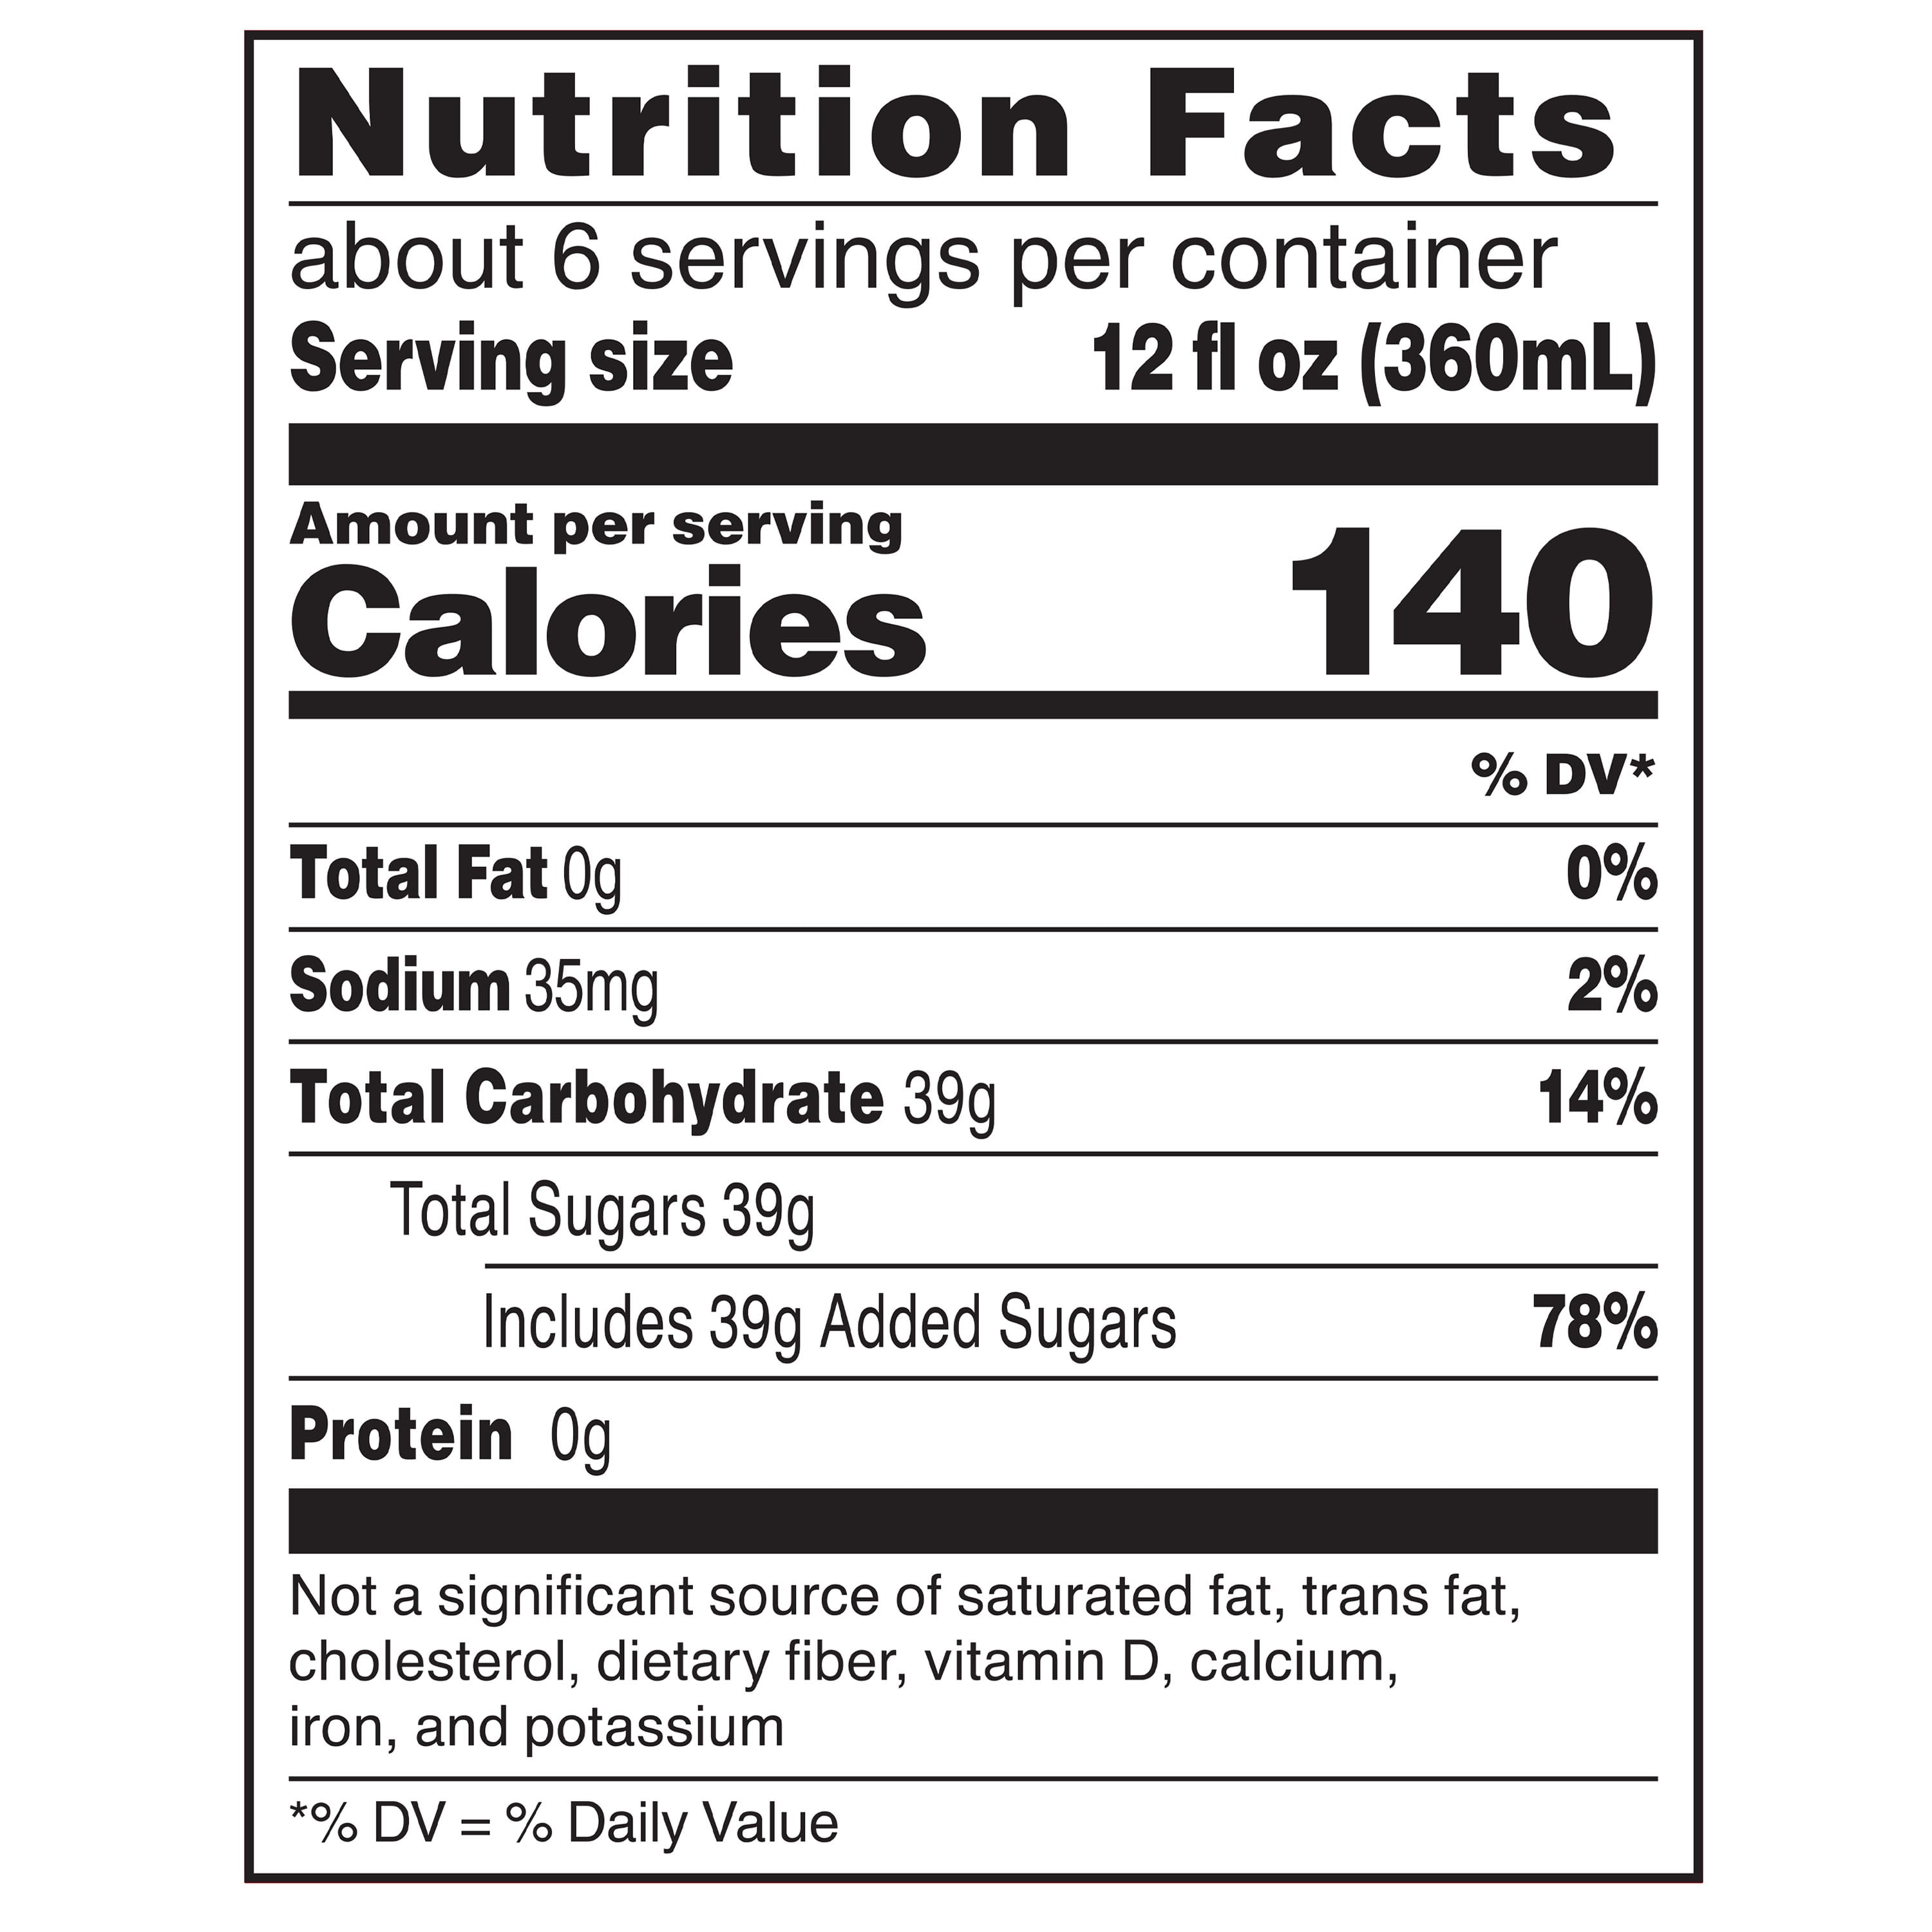 Nutrition Facts
about 6 servings per container
Serving size 12 fl oz (360mL)
Amount per serving
Calories 140
% DV*
Total Fat 0g 0%
Sodium 35mg 2%
Total Carbohydrate 39g 14%
Total Sugars 39g
Includes 39g Added Sugars 78%
Protein 0g
Not a significant source of saturated fat, trans fat,
cholesterol, dietary fiber, vitamin D, calcium,
iron, and potassium
*% DV = % Daily Value